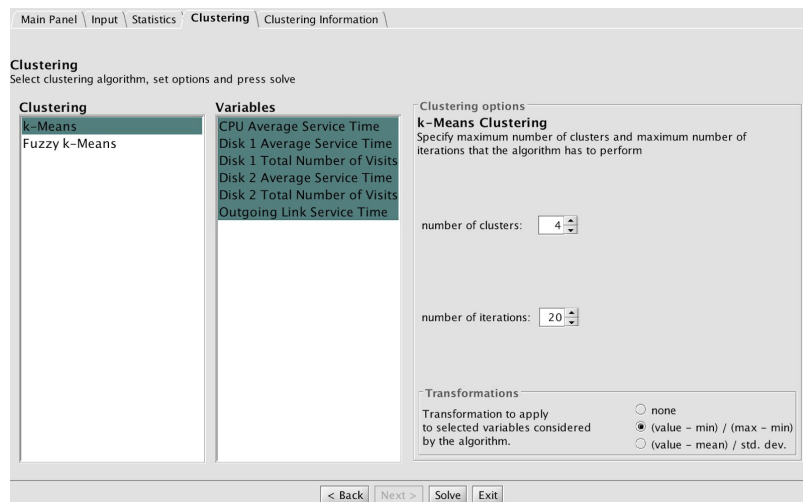 Main Panel
Input
Statistics
Clustering
Clustering Information
Clustering
Select clustering algorithm, set options and press solve
Clustering
k-Means
Fuzzy k-Means
Variables
CPU Average Service Time
Disk 1 Average Service Time
Disk 1 Total Number of Visits
Disk 2 Average Service Time
Disk 2 Total Number of Visits
Outgoing Link Service Time
Clustering options
k-Means Clustering
Specify maximum number of clusters and maximum number of
iterations that the algorithm has to perform
number of clusters: 4
number of iterations: 20
Transformations
Transformation to apply
to selected variables considered
by the algorithm.
none
(value - min) / (max - min)
(value - mean) / std. dev.
< Back
Next >
Solve
Exit